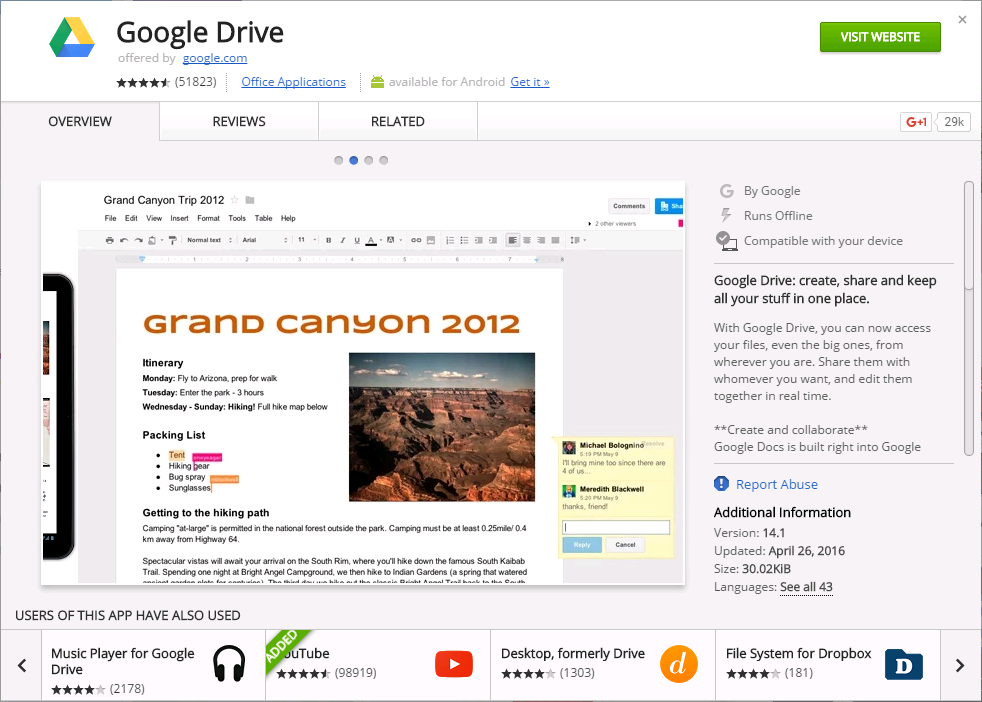 Google Drive
VISIT WEBSITE
offered by google.com
(51823) Office Applications available for Android Get it »
OVERVIEW REVIEWS RELATED
G+1 29k
Grand Canyon Trip 2012
File Edit View Insert Format Tools Table Help
Comments Sha
2 other viewers
Normal text Arial 11 B I U A A
1 1 2 3 4 5 6 7
Grand Canyon 2012
Itinerary
Monday: Fly to Arizona, prep for walk
Tuesday: Enter the park - 3 hours
Wednesday - Sunday: Hiking! Full hike map below
Packing List
Tent
Hiking gear
Bug spray
Sunglasses
Getting to the hiking path
Camping "at-large" is permitted in the national forest outside the park. Camping must be at least 0.25mile/ 0.4
km away from Highway 64.
Spectacular vistas will await your arrival on the South Rim, where you'll hike down the famous South Kaibab
Trail. Spending one night at Bright Angel Campground, we then hike to Indian Gardens (a spring that watered
ancient garden plots for centuries). The third day we hike out the classic Bright Angel Trail back to the South
Michael Bolognino Resolve
5:19 PM May 9
I'll bring mine too since there are
4 of us...
Meredith Blackwell
5:20 PM May 9
thanks, friend!
Reply Cancel
By Google
Runs Offline
Compatible with your device
Google Drive: create, share and keep
all your stuff in one place.
With Google Drive, you can now access
your files, even the big ones, from
wherever you are. Share them with
whomever you want, and edit them
together in real time.
**Create and collaborate**
Google Docs is built right into Google
Report Abuse
Additional Information
Version: 14.1
Updated: April 26, 2016
Size: 30.02KiB
Languages: See all 43
USERS OF THIS APP HAVE ALSO USED
Music Player for Google
Drive
(2178)
ADDED
ouTube
(98919)
Desktop, formerly Drive
(1303)
d
File System for Dropbox
(181)
D